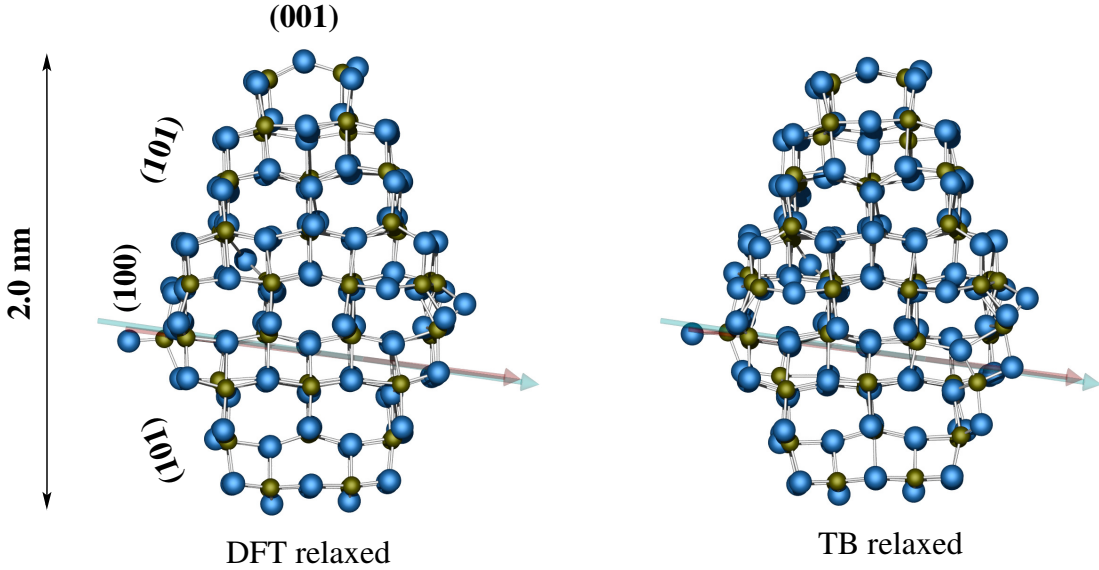 (001)
(101)
(100)
2.0 nm
(101)
DFT relaxed
TB relaxed